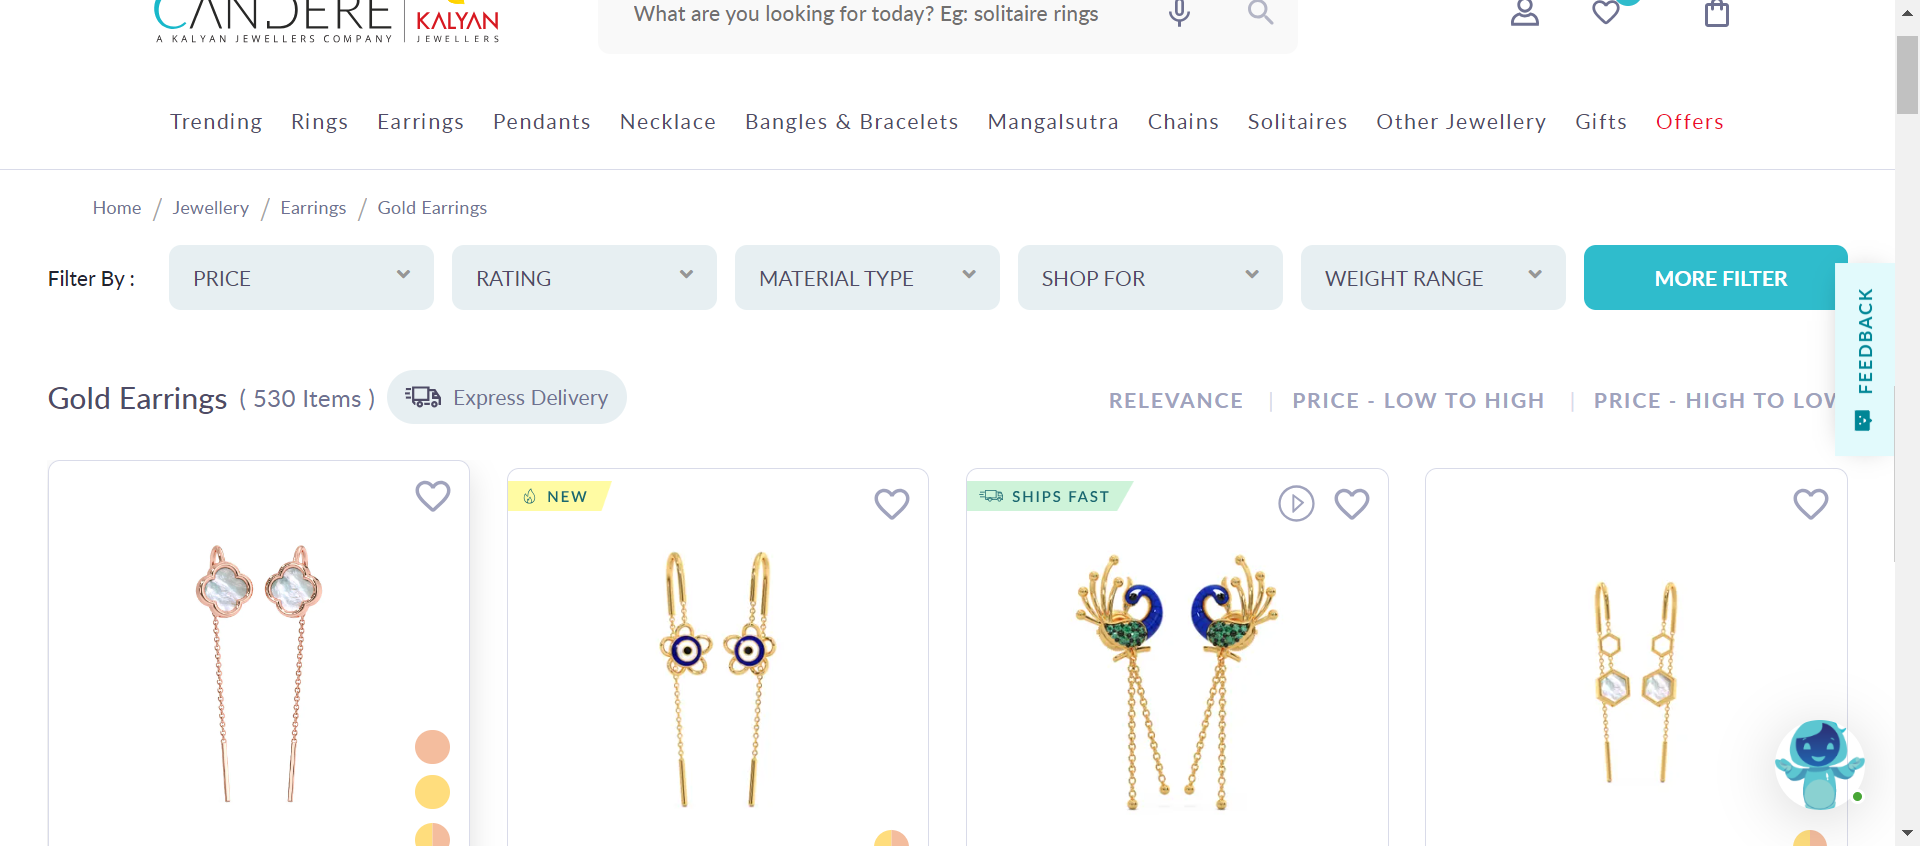 CANDERE
KALYAN
A KALYAN JEWELLERS COMPANY
JEWELLERS
What are you looking for today? Eg: solitaire rings
Trending Rings Earrings Pendants Necklace Bangles & Bracelets Mangalsutra Chains Solitaires Other Jewellery Gifts Offers
Home / Jewellery / Earrings / Gold Earrings
Filter By : PRICE RATING MATERIAL TYPE SHOP FOR WEIGHT RANGE MORE FILTER
FEEDBACK
Gold Earrings ( 530 Items ) Express Delivery
RELEVANCE | PRICE - LOW TO HIGH | PRICE - HIGH TO LOW
NEW
SHIPS FAST